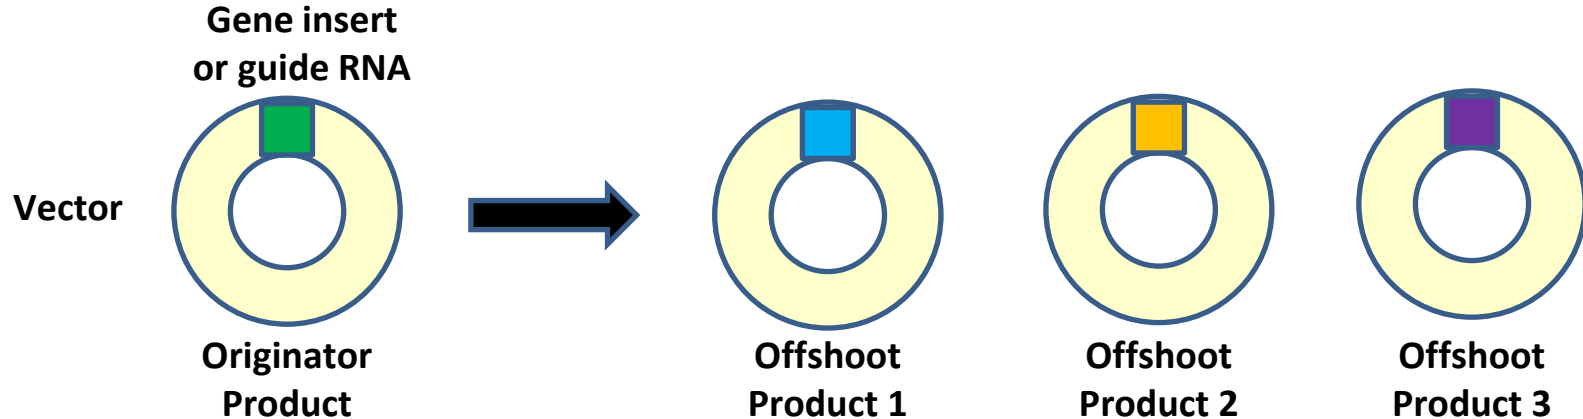 Gene insert
or guide RNA
Vector
Originator
Product
Offshoot
Product 1
Offshoot
Product 2
Offshoot
Product 3